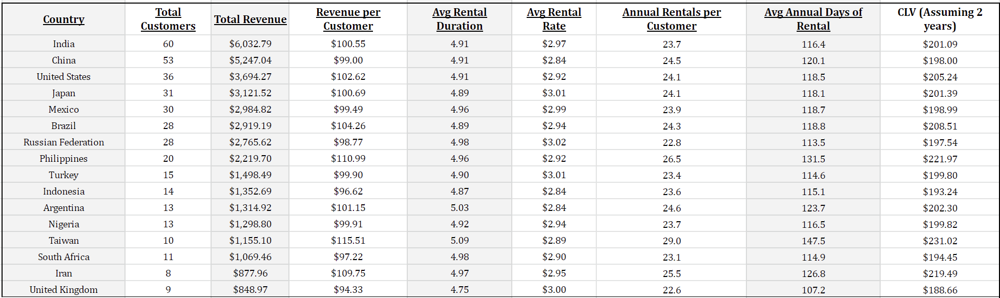 Country Total Customers Total Revenue Revenue per Customer Avg Rental Duration Avg Rental Rate Annual Rentals per Customer Avg Annual Days of Rental CLV (Assuming 2 years)
India 60 $6,032.79 $100.55 4.91 $2.97 23.7 116.4 $201.09
China 53 $5,247.04 $99.00 4.91 $2.84 24.5 120.1 $198.00
United States 36 $3,694.27 $102.62 4.91 $2.92 24.1 118.5 $205.24
Japan 31 $3,121.52 $100.69 4.89 $3.01 24.1 118.1 $201.39
Mexico 30 $2,984.82 $99.49 4.96 $2.99 23.9 118.7 $198.99
Brazil 28 $2,919.19 $104.26 4.89 $2.94 24.3 118.8 $208.51
Russian Federation 28 $2,765.62 $98.77 4.98 $3.02 22.8 113.5 $197.54
Philippines 20 $2,219.70 $110.99 4.96 $2.92 26.5 131.5 $221.97
Turkey 15 $1,498.49 $99.90 4.90 $3.01 23.4 114.6 $199.80
Indonesia 14 $1,352.69 $96.62 4.87 $2.84 23.6 115.1 $193.24
Argentina 13 $1,314.92 $101.15 5.03 $2.84 24.6 123.7 $202.30
Nigeria 13 $1,298.80 $99.91 4.92 $2.94 23.7 116.5 $199.82
Taiwan 10 $1,155.10 $115.51 5.09 $2.89 29.0 147.5 $231.02
South Africa 11 $1,069.46 $97.22 4.98 $2.90 23.1 114.9 $194.45
Iran 8 $877.96 $109.75 4.97 $2.95 25.5 126.8 $219.49
United Kingdom 9 $848.97 $94.33 4.75 $3.00 22.6 107.2 $188.66